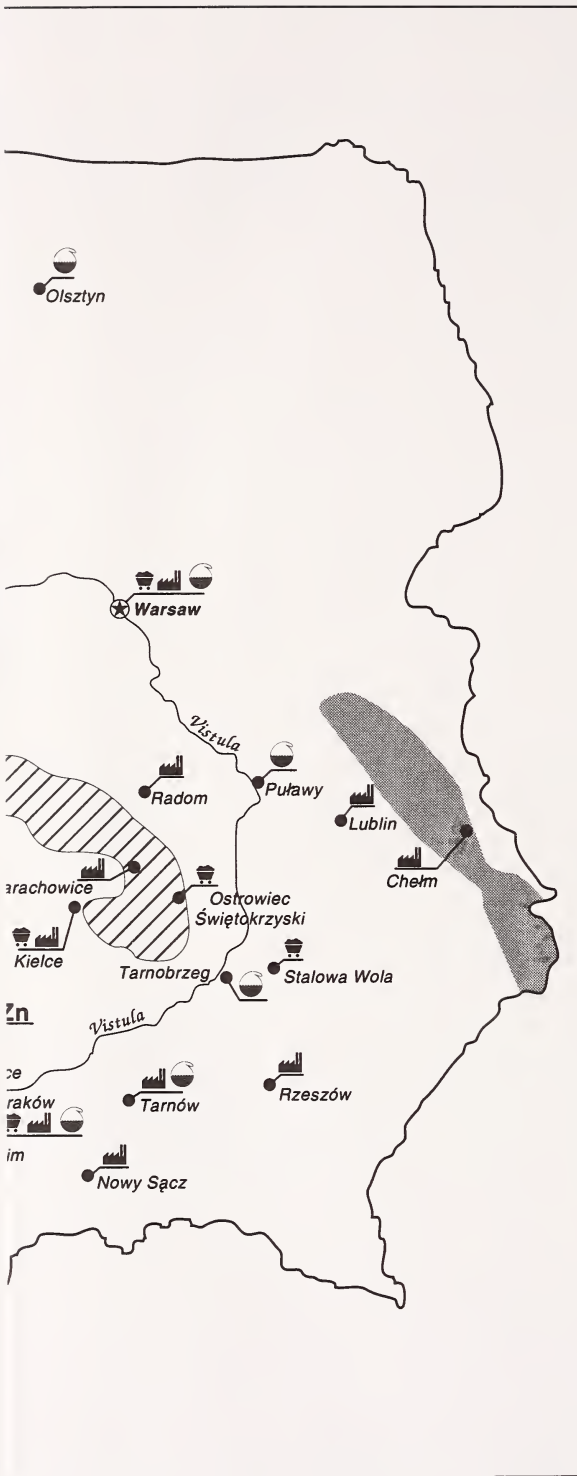 Olsztyn
Warsaw
Vistula
Radom
Puławy
Lublin
Chełm
arachowice
Ostrowiec
Świętokrzyski
Kielce
Tarnobrzeg
Stalowa Wola
Zn
Vistula
ce
raków
Tarnów
Rzeszów
im
Nowy Sącz